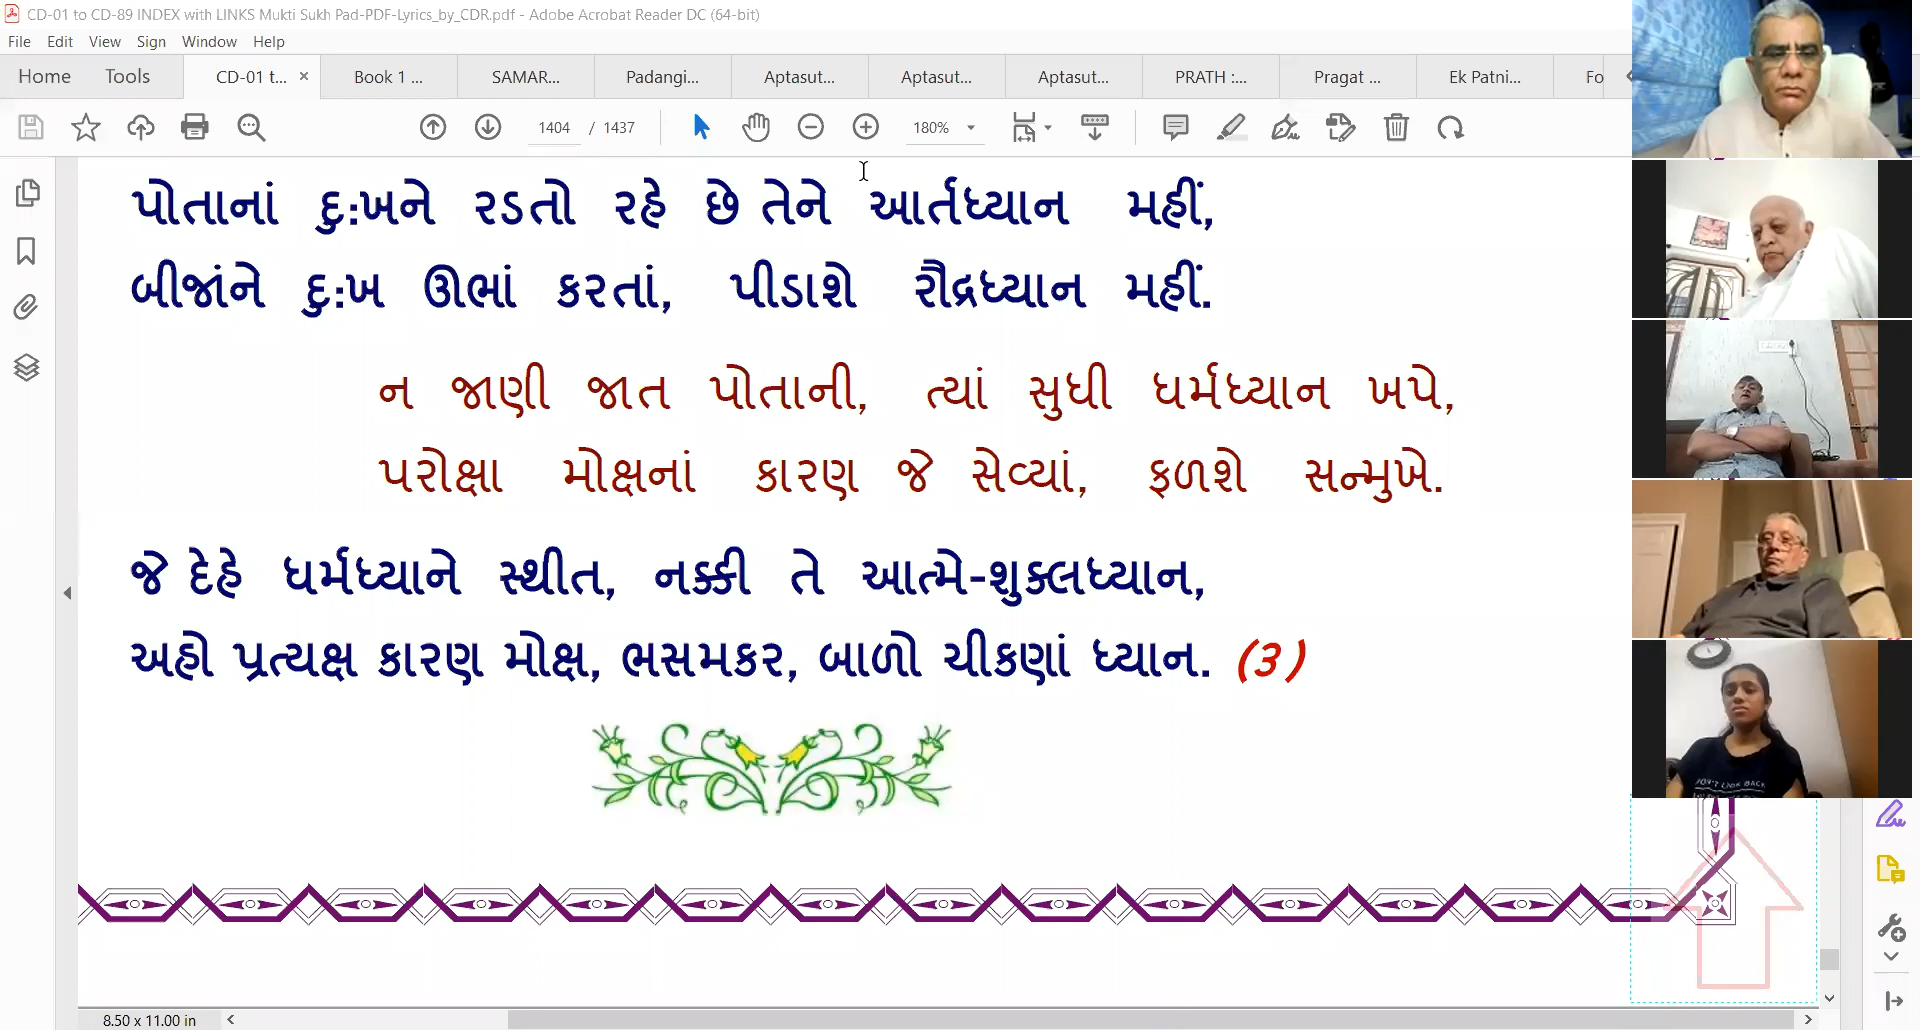 CD-01 to CD-89 INDEX with LINKS Mukti Sukh Pad-PDF-Lyrics_by_CDR.pdf - Adobe Acrobat Reader DC (64-bit)
File Edit View Sign Window Help
Home Tools CD-01 t... × Book 1 ... SAMAR... Padangi... Aptasut... Aptasut... Aptasut... PRATH :... Pragat ... Ek Patni... Fo
1404 / 1437 180%
પોતાનાં દુ:ખને રડતો રહે છે તેને આર્તધ્યાન મહીં,
બીજાંને દુ:ખ ઊભાં કરતાં, પીડાશે રૌદ્રધ્યાન મહીં.
ન જાણી જાત પોતાની, ત્યાં સુધી ધર્મધ્યાન ખપે,
પરોક્ષા મોક્ષનાં કારણ જે સેવ્યાં, ફળશે સન્મુખે.
જે દેહે ધર્મધ્યાને સ્થીત, નક્કી તે આત્મે-શુક્લધ્યાન,
અહો પ્રત્યક્ષ કારણ મોક્ષ, ભસમકર, બાળો ચીકણાં ધ્યાન. (3)
DON'T LOOK BACK
8.50 x 11.00 in